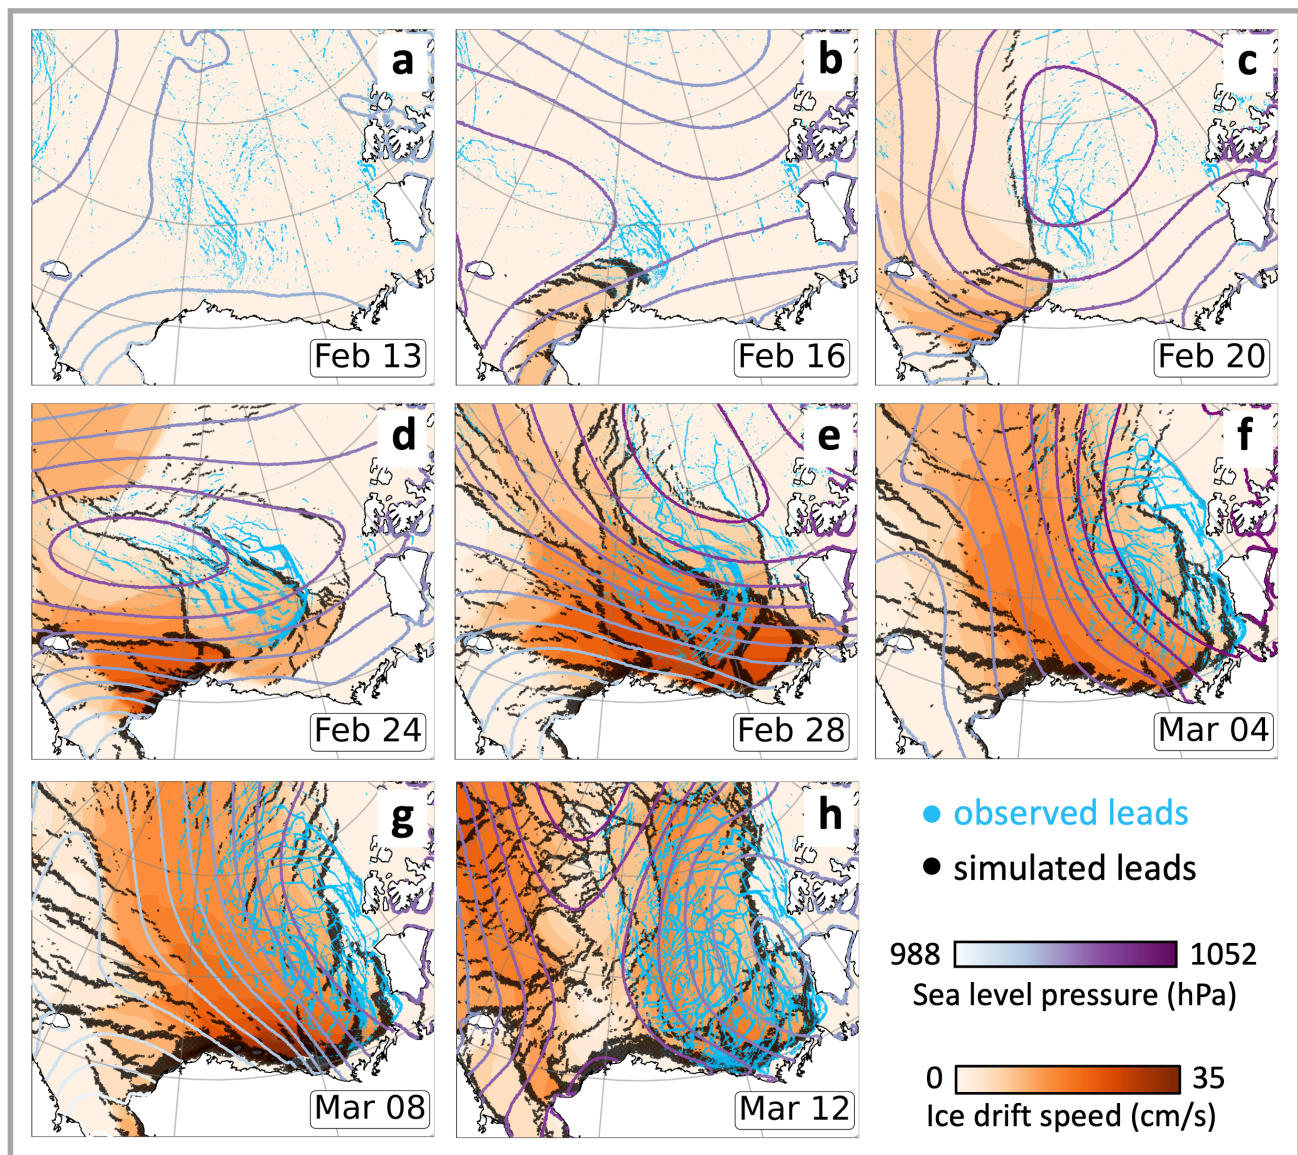 a
b
c
Feb 13
Feb 16
Feb 20
d
e
f
Feb 24
Feb 28
Mar 04
g
h
observed leads
simulated leads
988 1052
Sea level pressure (hPa)
0 35
Ice drift speed (cm/s)
Mar 08
Mar 12